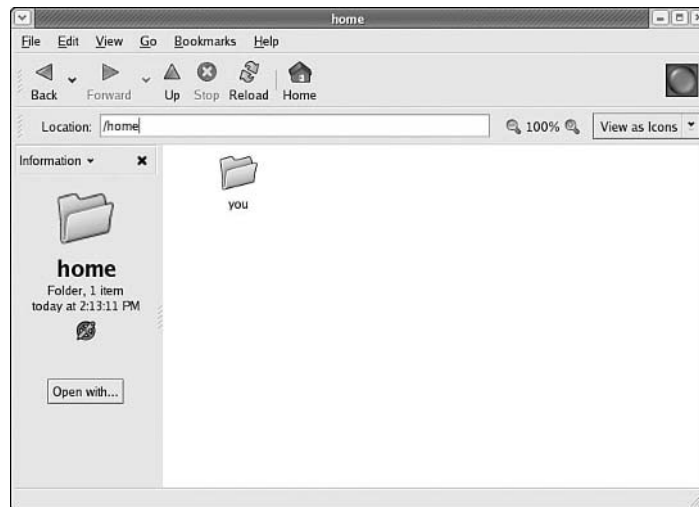 home
File Edit View Go Bookmarks Help
Back Forward Up Stop Reload Home
Location: /home 100% View as Icons
Information
you
home
Folder, 1 item
today at 2:13:11 PM
Open with...